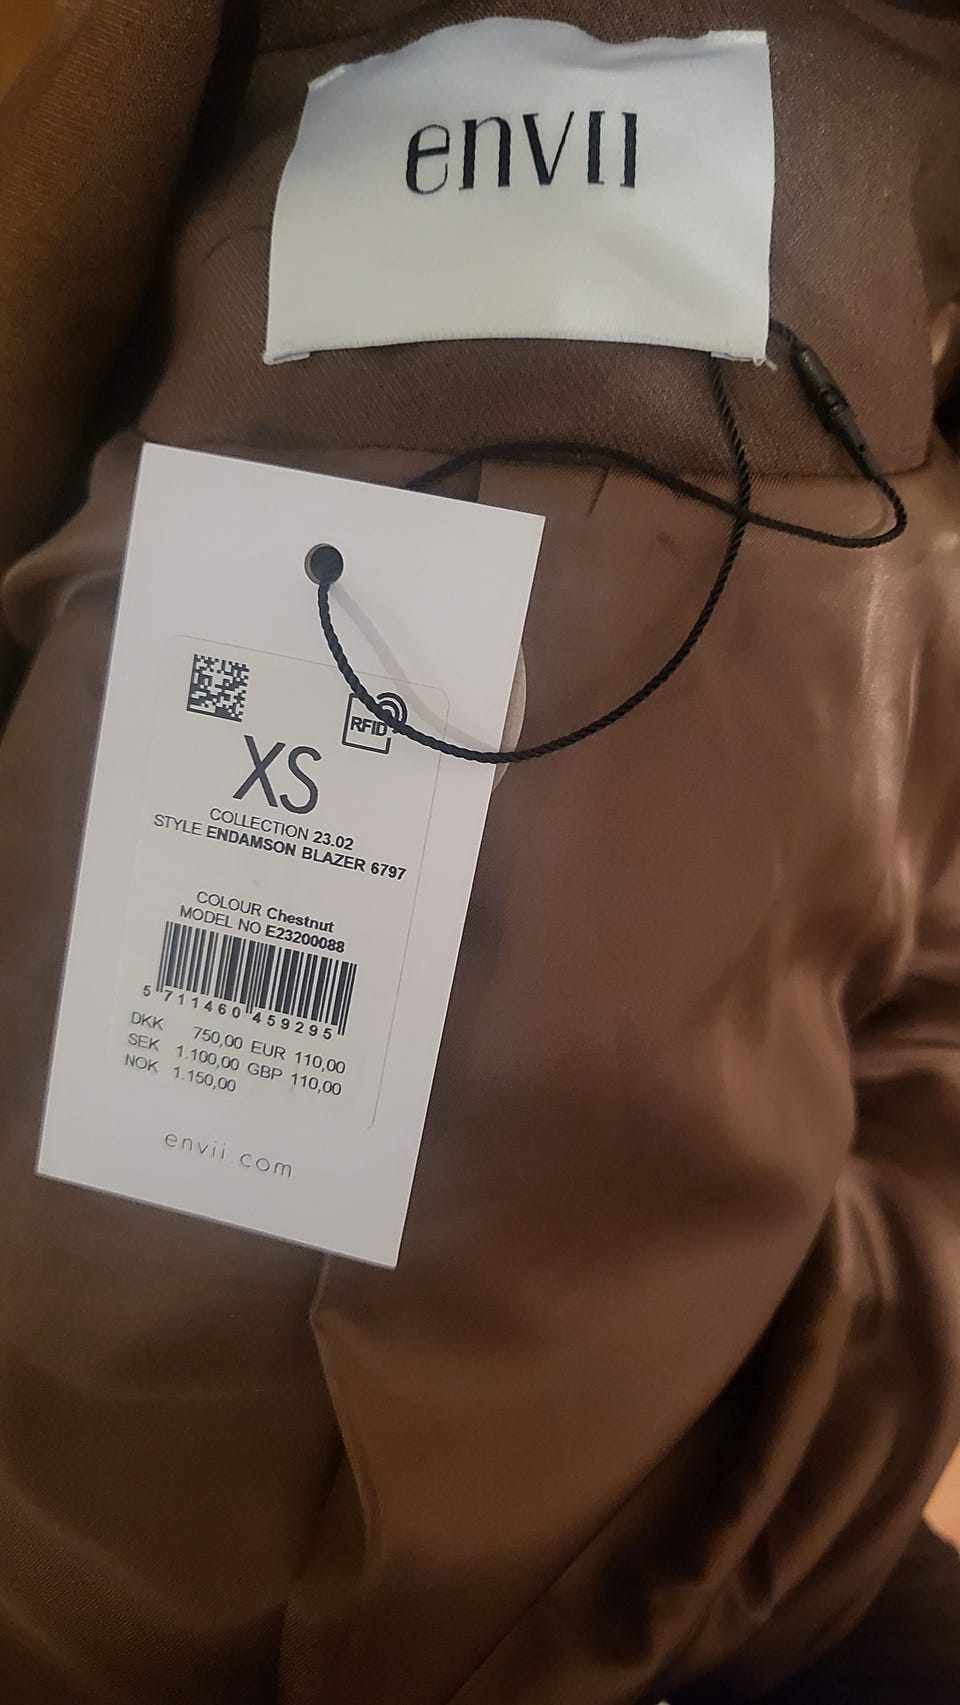 envii
RFID
XS
COLLECTION 23.02
STYLE ENDAMSON BLAZER 6797
COLOUR Chestnut
MODEL NO E23200088
5 711460 459295
DKK 750,00 EUR 110,00
SEK 1.100,00 GBP 110,00
NOK 1.150,00
envii.com